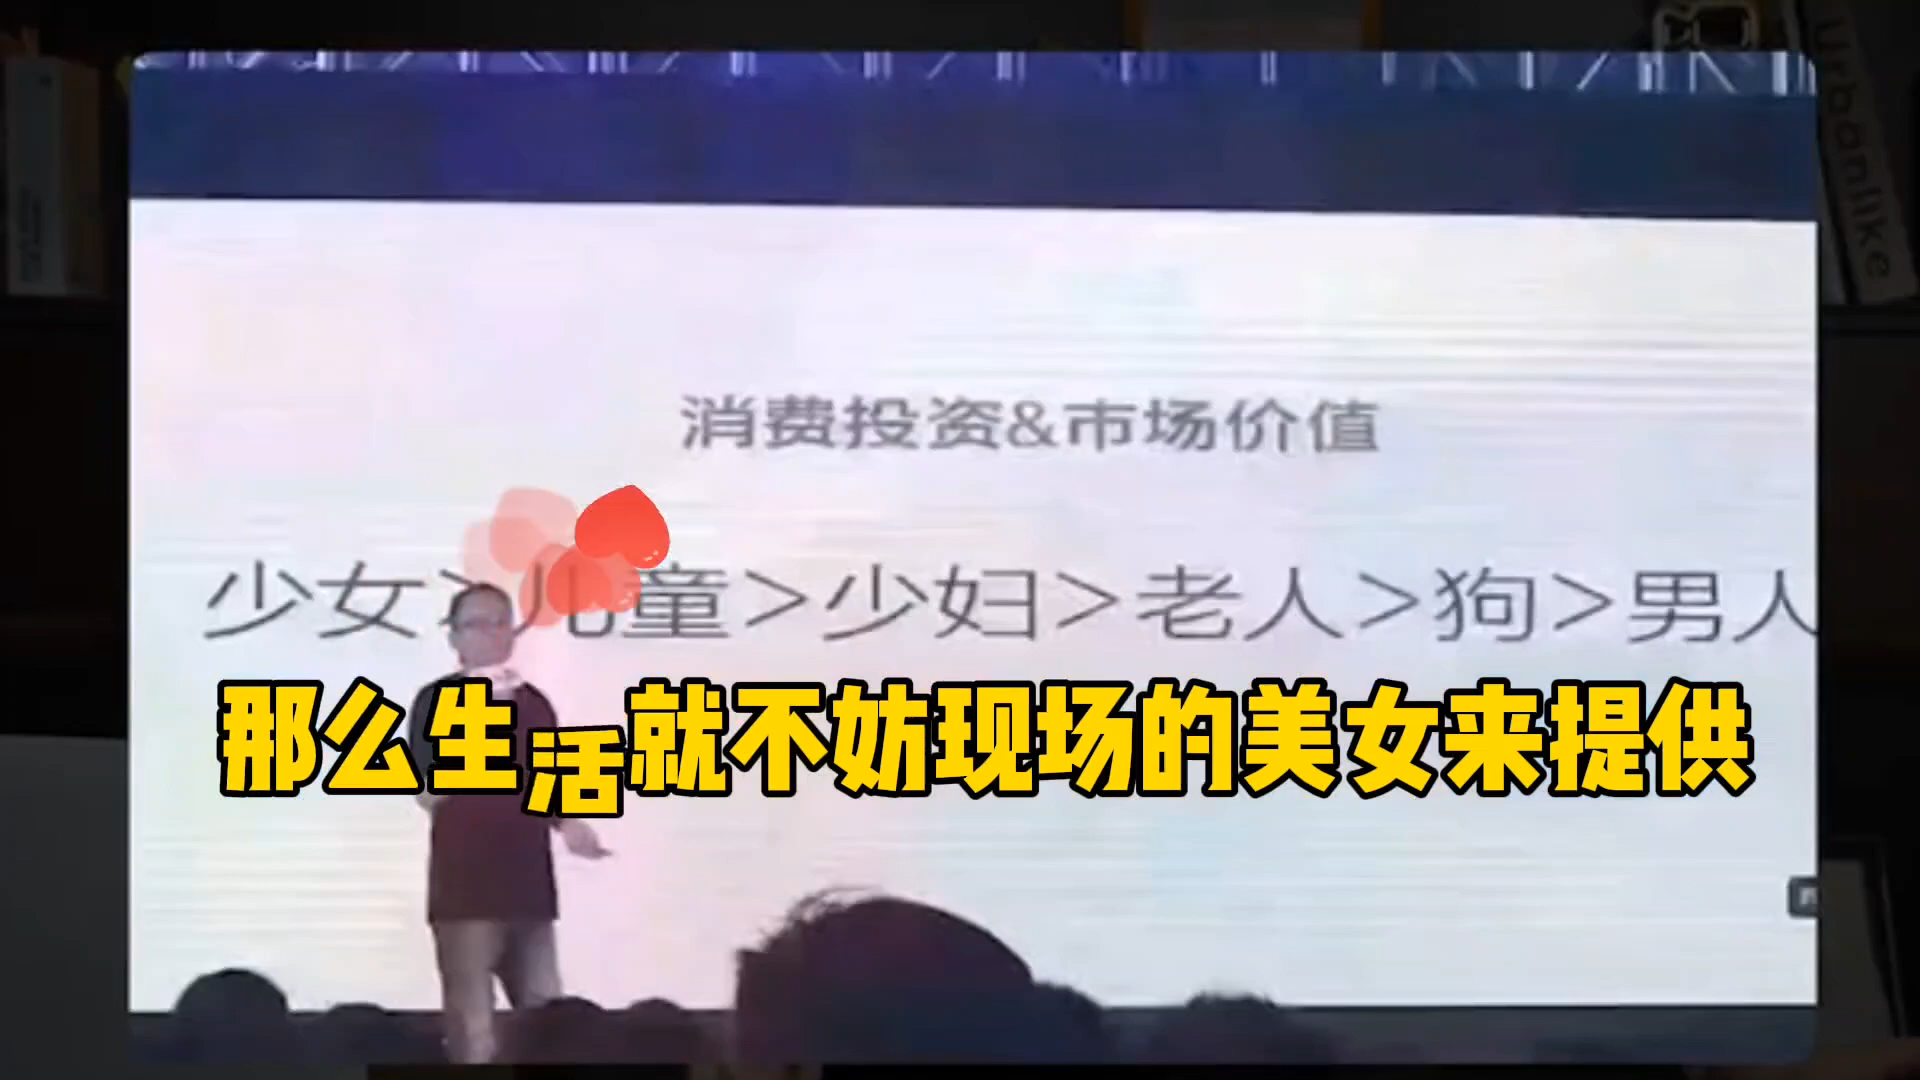 Urbanlike
消费投资&市场价值
少女>儿童>少妇>老人>狗>男人
那么生活就不妨现场的美女来提供